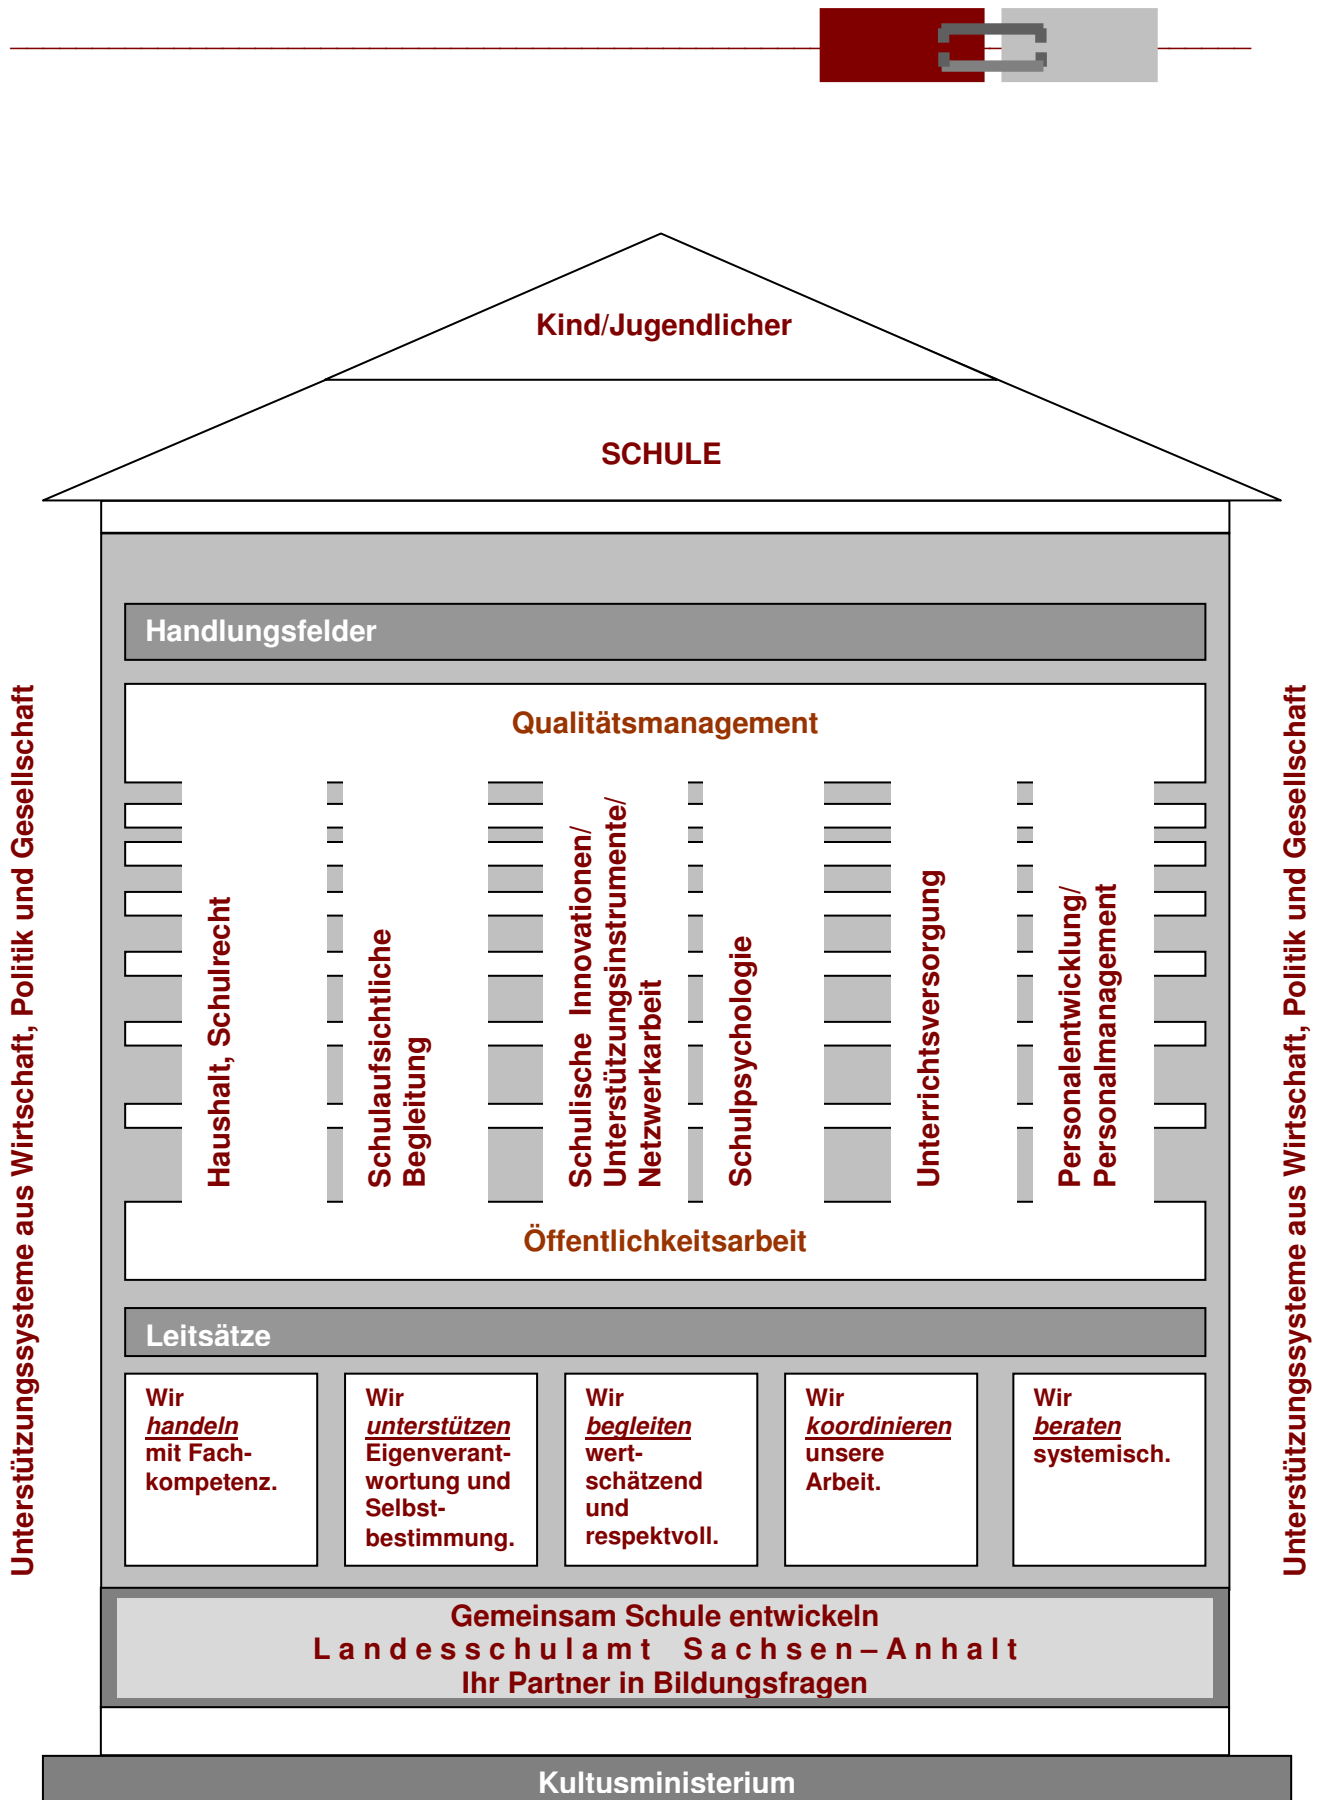 Kind/Jugendlicher
SCHULE
Handlungsfelder
Unterstützungssysteme aus Wirtschaft, Politik und Gesellschaft
Qualitätsmanagement
Haushalt, Schulrecht
Schulaufsichtliche
Begleitung
Schulische Innovationen/
Unterstützungsinstrumente/
Netzwerkarbeit
Schulpsychologie
Unterrichtsversorgung
Personalentwicklung/
Personalmanagement
Unterstützungssysteme aus Wirtschaft, Politik und Gesellschaft
Öffentlichkeitsarbeit
Leitsätze
Wir
handeln
mit Fach-
kompetenz.
Wir
unterstützen
Eigenverant-
wortung und
Selbst-
bestimmung.
Wir
begleiten
wert-
schätzend
und
respektvoll.
Wir
koordinieren
unsere
Arbeit.
Wir
beraten
systemisch.
Gemeinsam Schule entwickeln
Landesschulamt Sachsen–Anhalt
Ihr Partner in Bildungsfragen
Kultusministerium